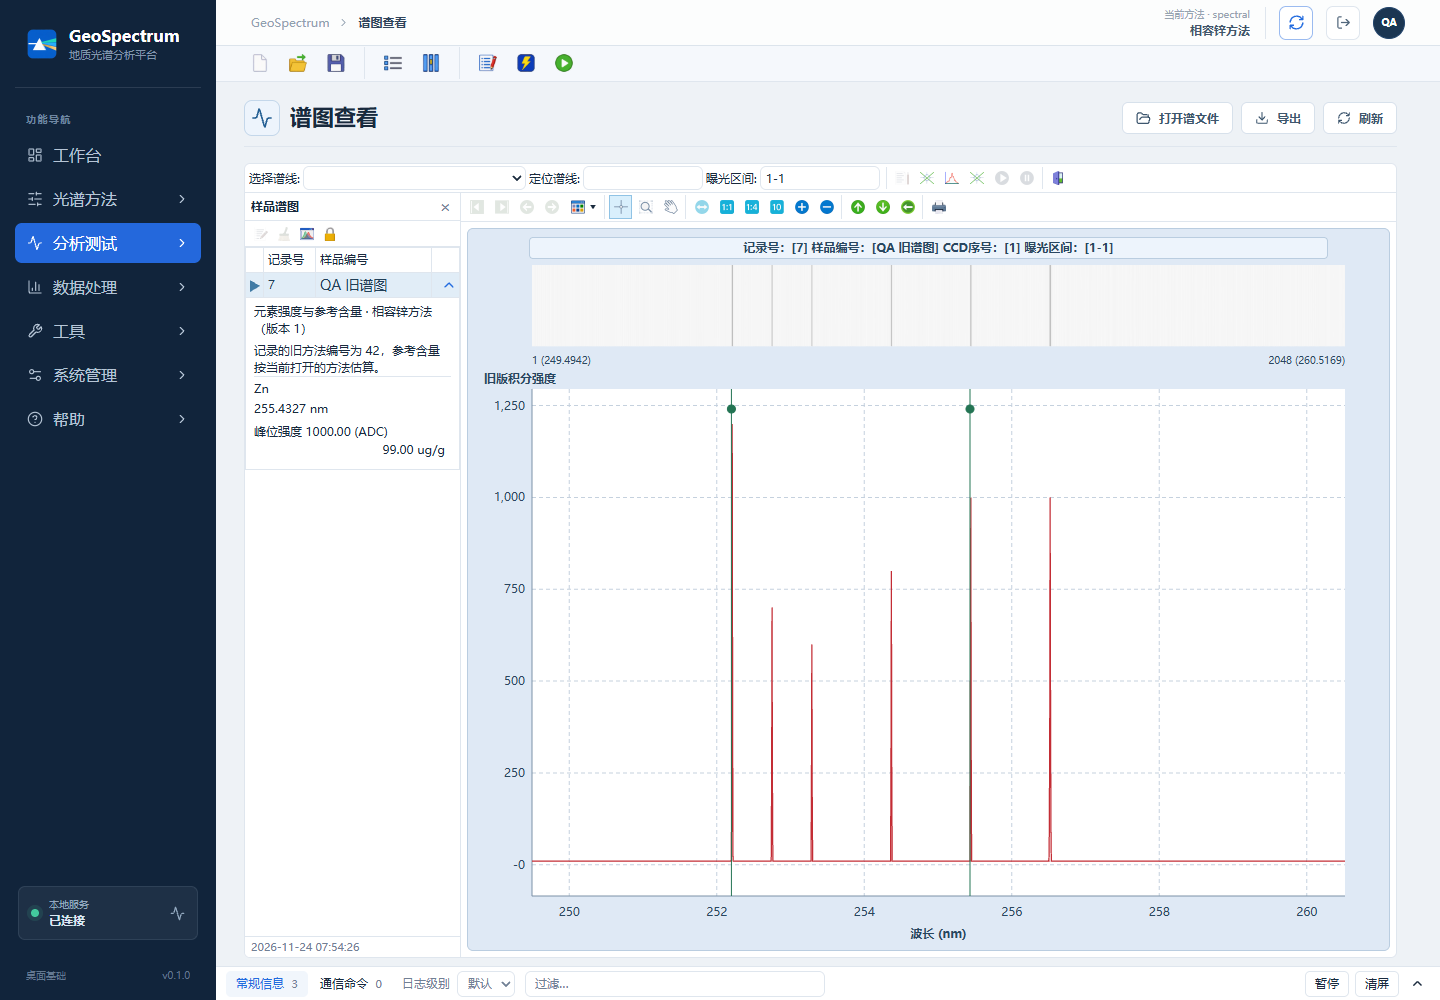 GeoSpectrum
地质光谱分析平台
功能导航
工作台
光谱方法
分析测试
数据处理
工具
系统管理
帮助
本地服务
已连接
桌面基础 v0.1.0
GeoSpectrum 谱图查看
当前方法 · spectral
相容锌方法
QA
谱图查看
打开谱文件 导出 刷新
选择谱线: 定位谱线: 曝光区间: 1-1
样品谱图
1:1 1:4 10
记录号 样品编号
7 QA 旧谱图
元素强度与参考含量 · 相容锌方法
（版本 1）
记录的旧方法编号为 42，参考含量
按当前打开的方法估算。
Zn
255.4327 nm
峰位强度 1000.00 (ADC)
99.00 ug/g
2026-11-24 07:54:26
记录号：[7] 样品编号：[QA 旧谱图] CCD序号：[1] 曝光区间：[1-1]
1 (249.4942) 2048 (260.5169)
旧版积分强度
1,250
1,000
750
500
250
-0
250 252 254 256 258 260
波长 (nm)
常规信息 3 通信命令 0 日志级别 默认 过滤... 暂停 清屏